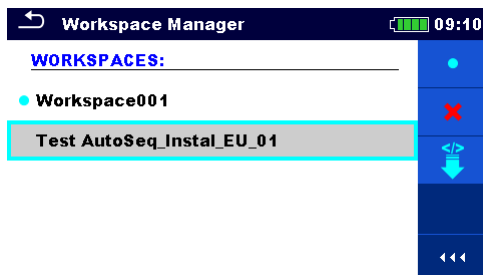 Workspace Manager 09:10
WORKSPACES:
Workspace001
Test AutoSeq_Instal_EU_01
</>